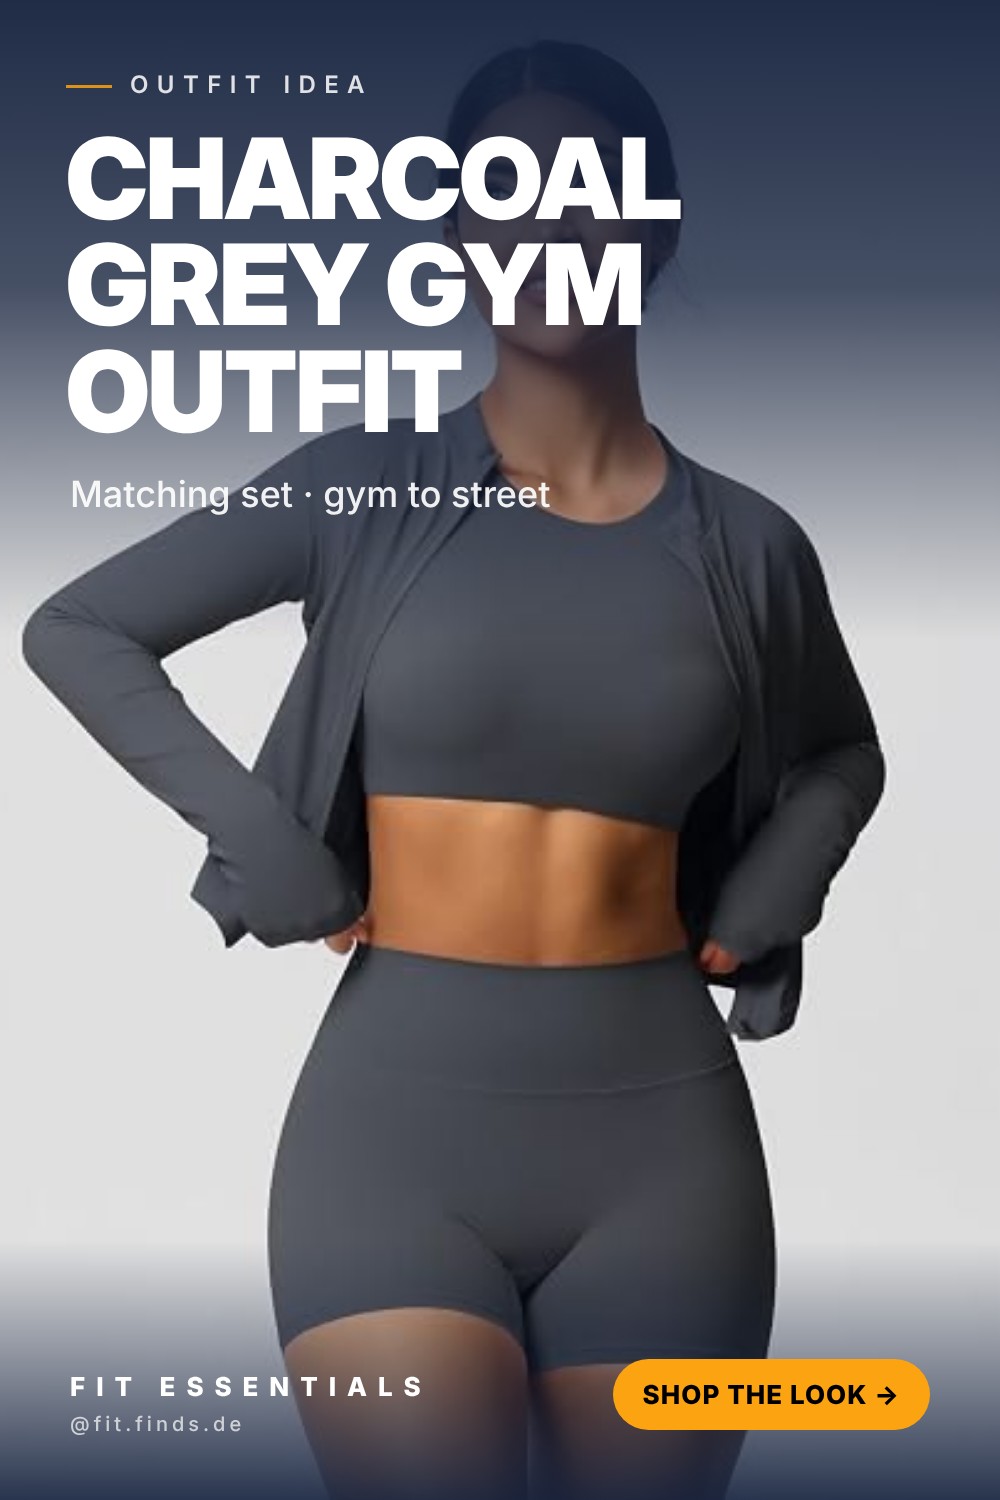 OUTFIT IDEA
CHARCOAL
GREY GYM
OUTFIT
Matching set · gym to street
FIT ESSENTIALS
@fit.finds.de
SHOP THE LOOK →